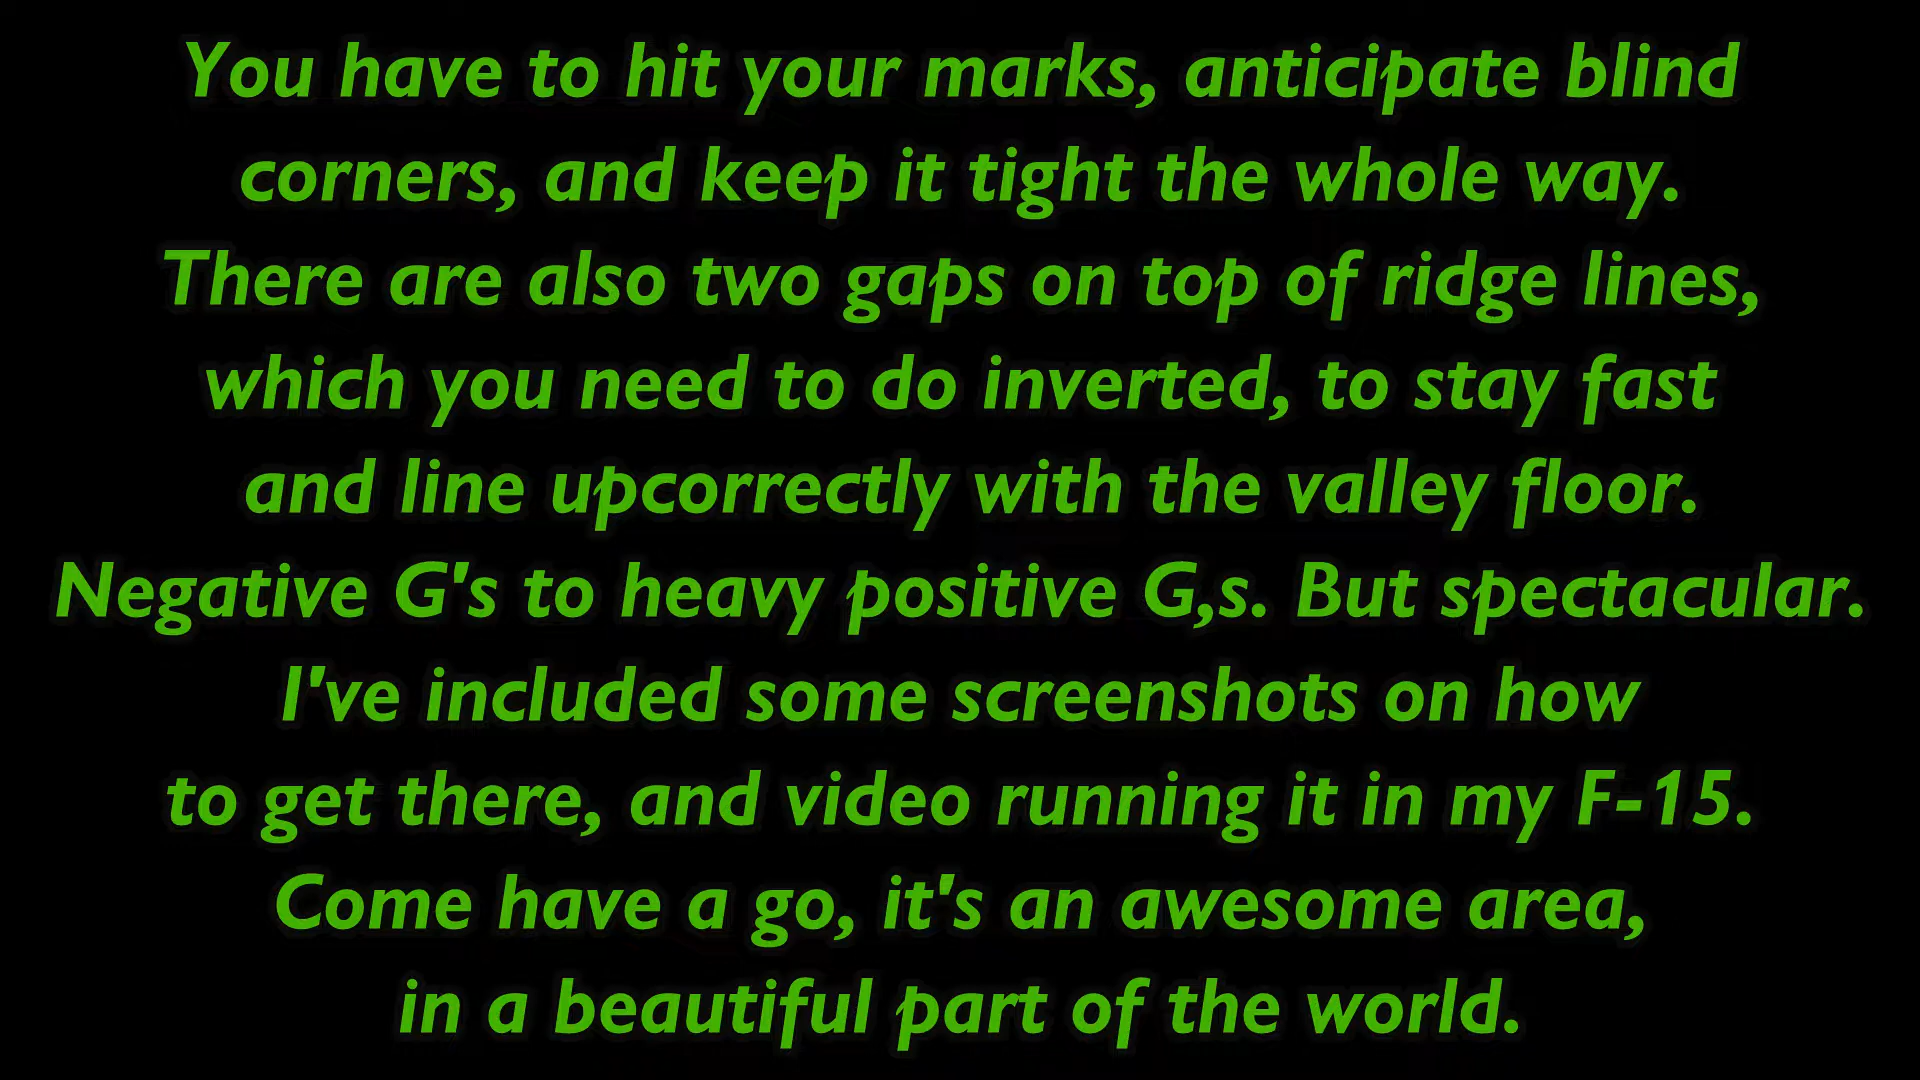 You have to hit your marks, anticipate blind
corners, and keep it tight the whole way.
There are also two gaps on top of ridge lines,
which you need to do inverted, to stay fast
and line upcorrectly with the valley floor.
Negative G's to heavy positive G,s. But spectacular.
I've included some screenshots on how
to get there, and video running it in my F-15.
Come have a go, it's an awesome area,
in a beautiful part of the world.